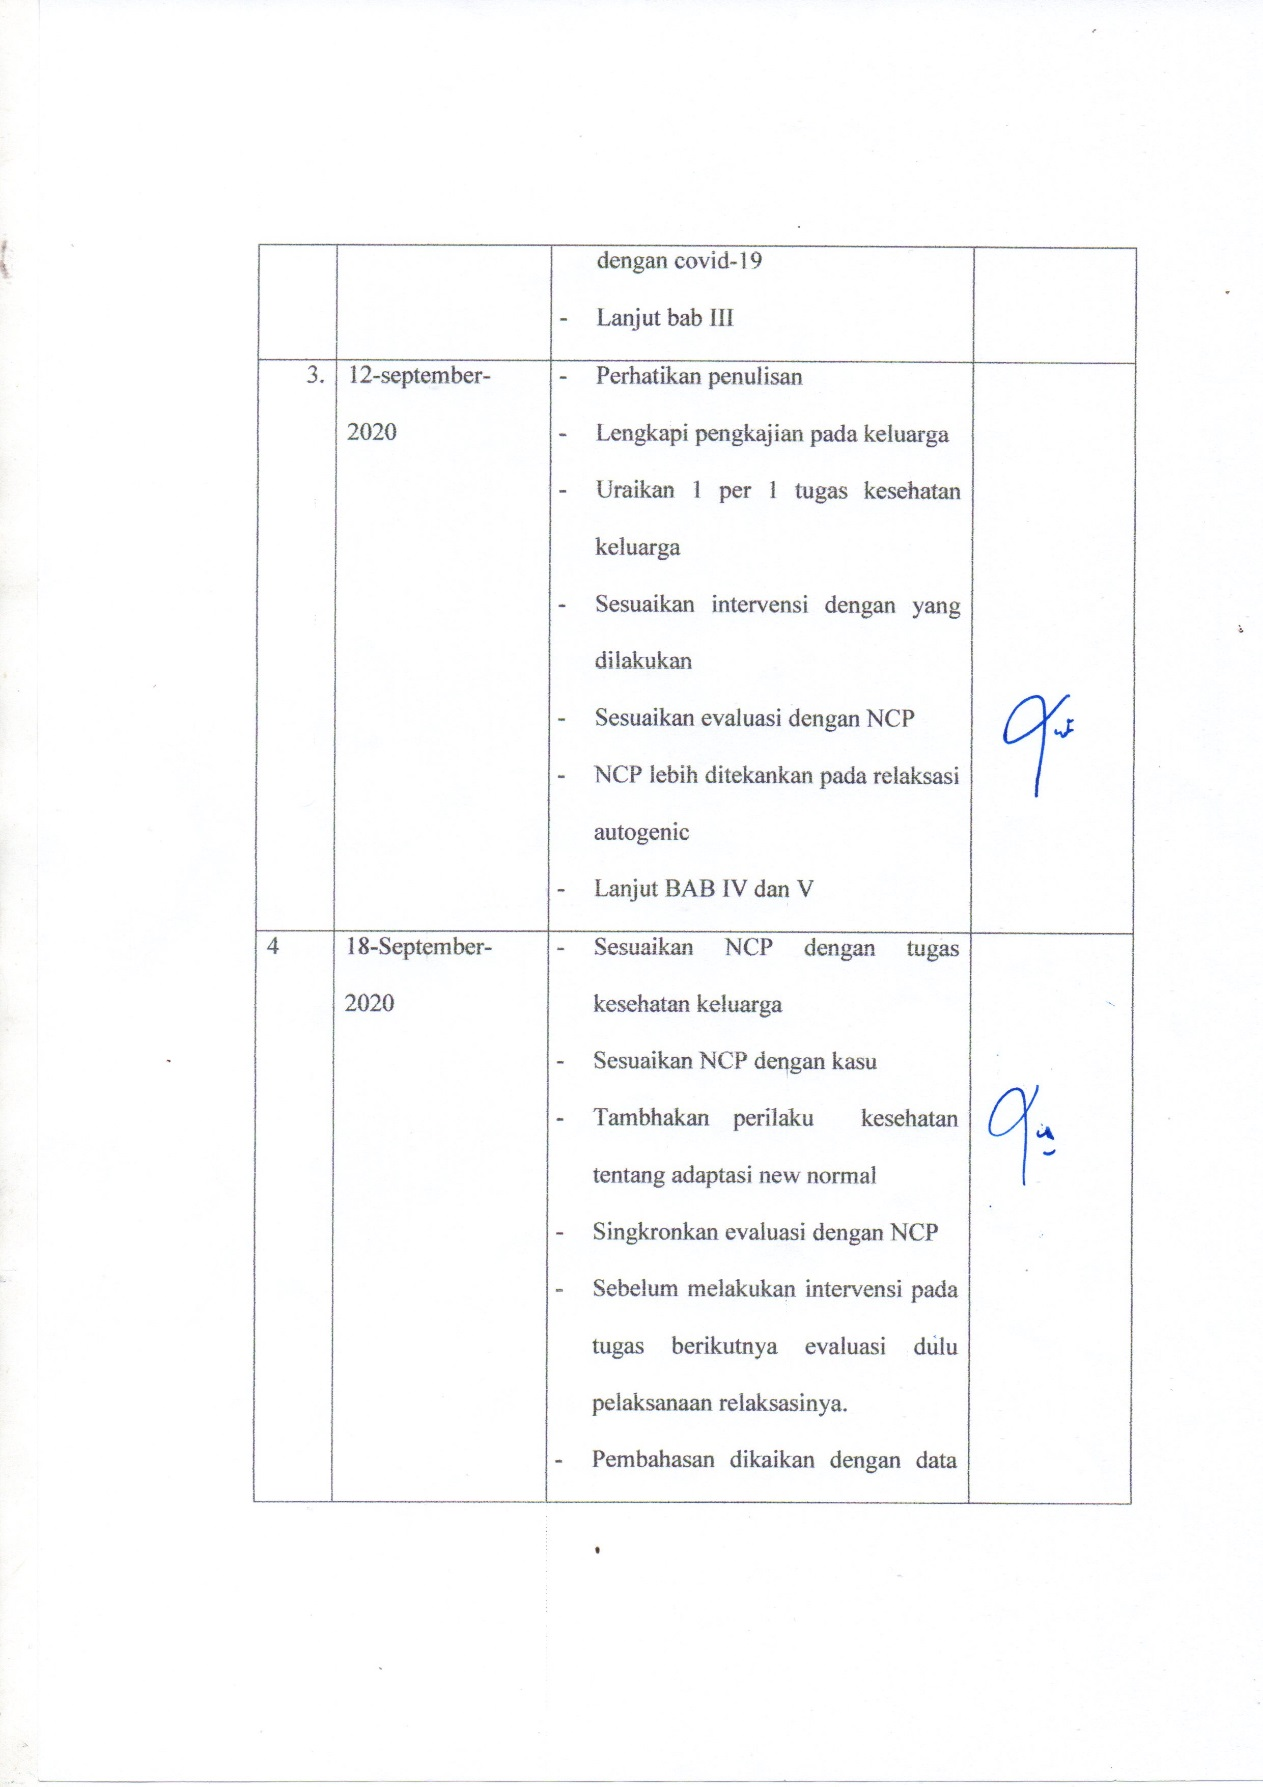 dengan covid-19
- Lanjut bab III
3. 12-september- - Perhatikan penulisan
2020 - Lengkapi pengkajian pada keluarga
- Uraikan 1 per 1 tugas kesehatan
keluarga
- Sesuaikan intervensi dengan yang
dilakukan
- Sesuaikan evaluasi dengan NCP
- NCP lebih ditekankan pada relaksasi
autogenic
- Lanjut BAB IV dan V
4 18-September- - Sesuaikan NCP dengan tugas
2020 kesehatan keluarga
- Sesuaikan NCP dengan kasu
- Tambhakan perilaku kesehatan
tentang adaptasi new normal
- Singkronkan evaluasi dengan NCP
- Sebelum melakukan intervensi pada
tugas berikutnya evaluasi dulu
pelaksanaan relaksasinya.
- Pembahasan dikaikan dengan data